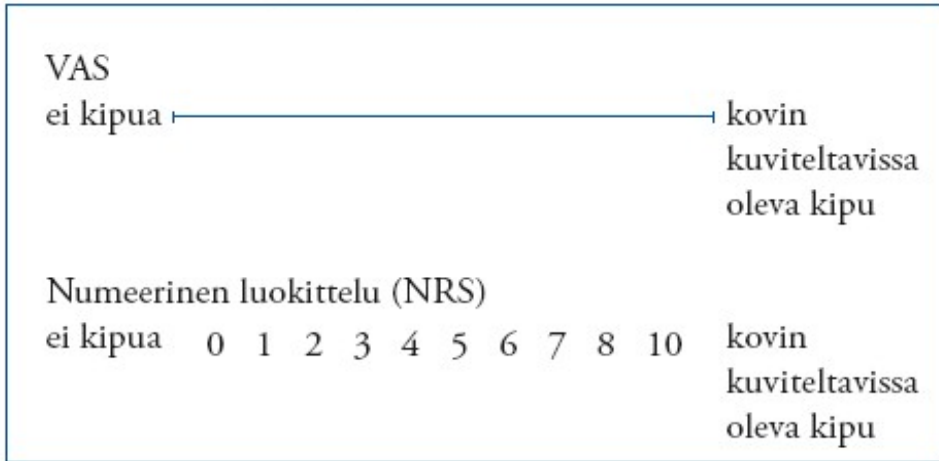 VAS
ei kipua kovin
kuviteltavissa
oleva kipu
Numeerinen luokittelu (NRS)
ei kipua 0 1 2 3 4 5 6 7 8 10 kovin
kuviteltavissa
oleva kipu